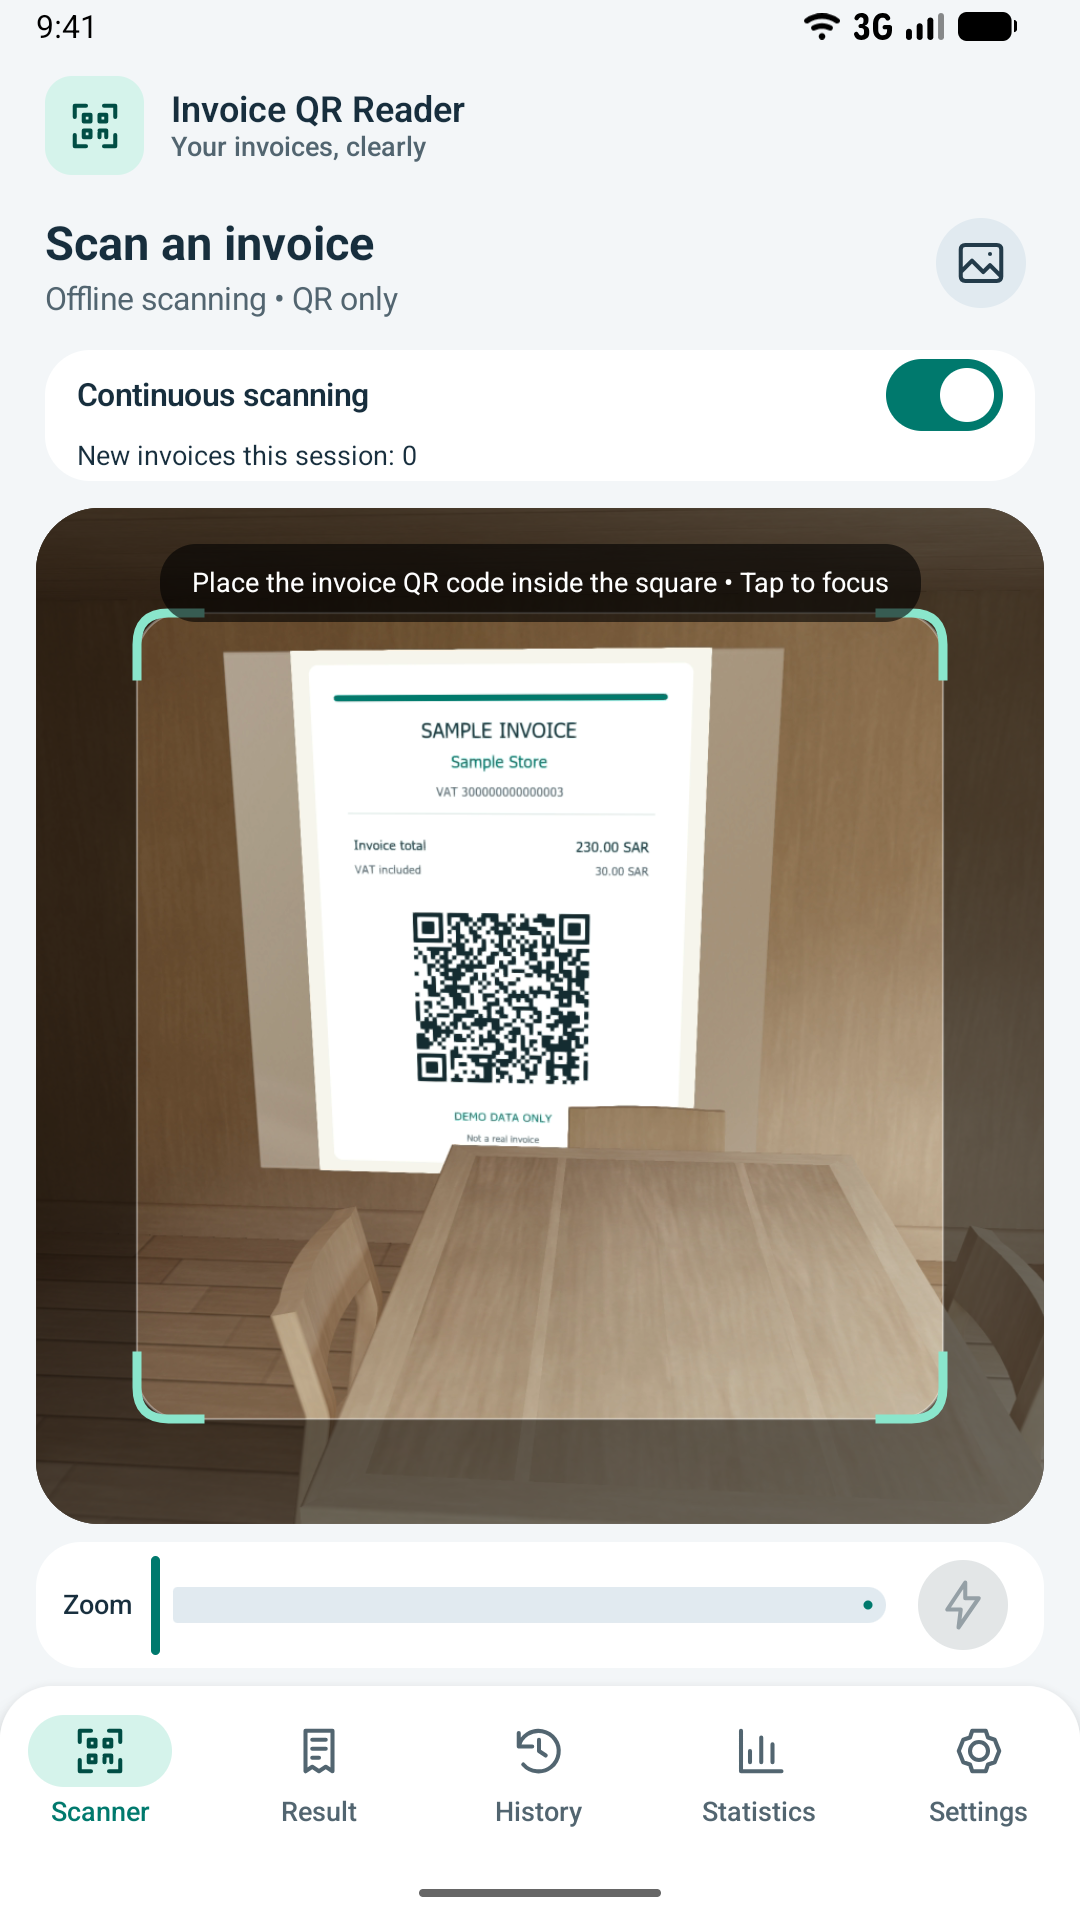 9:41
3G
Invoice QR Reader
Your invoices, clearly
Scan an invoice
Offline scanning • QR only
Continuous scanning
New invoices this session: 0
Place the invoice QR code inside the square • Tap to focus
SAMPLE INVOICE
Sample Store
VAT 300000000000003
Invoice total 230.00 SAR
VAT included 30.00 SAR
DEMO DATA ONLY
Not a real invoice
Zoom
Scanner Result History Statistics Settings